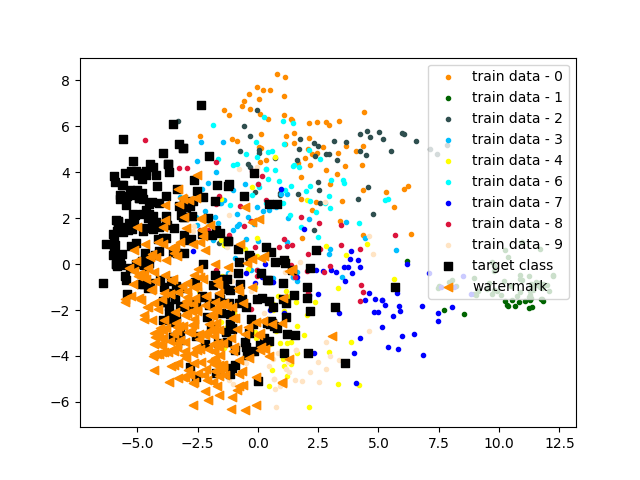 8
6
4
2
0
−2
−4
−6
−5.0 −2.5 0.0 2.5 5.0 7.5 10.0 12.5
train data - 0
train data - 1
train data - 2
train data - 3
train data - 4
train data - 6
train data - 7
train data - 8
train data - 9
target class
watermark